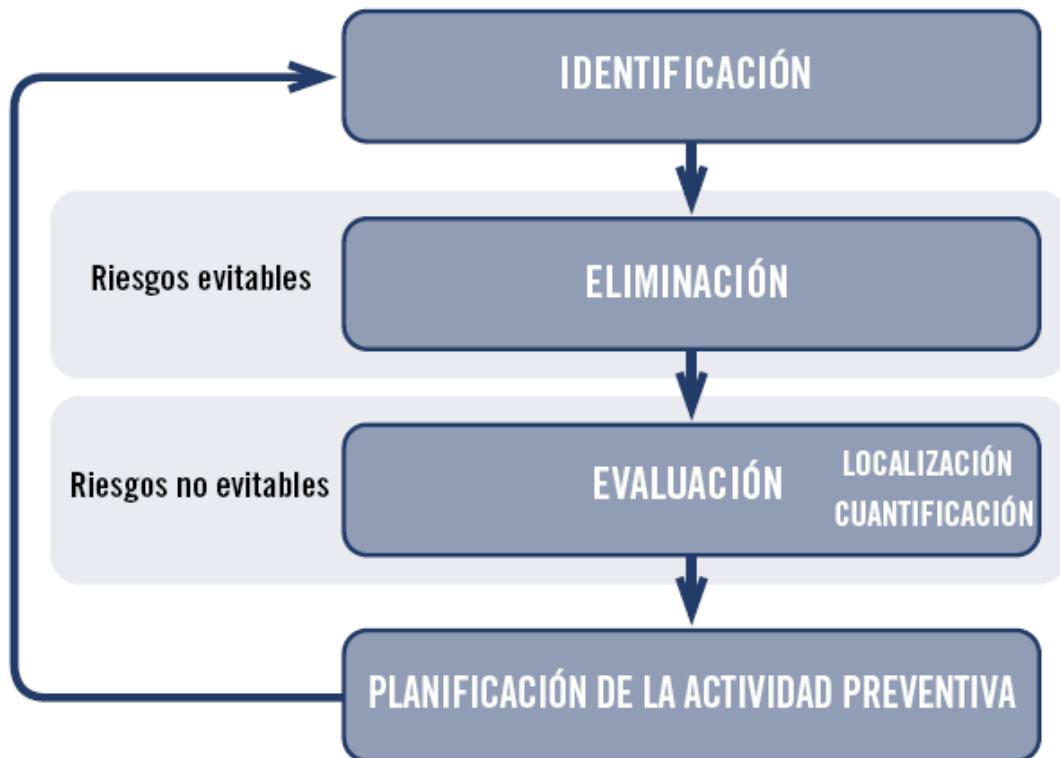 IDENTIFICACIÓN
Riesgos evitables
ELIMINACIÓN
Riesgos no evitables
EVALUACIÓN
LOCALIZACIÓN
CUANTIFICACIÓN
PLANIFICACIÓN DE LA ACTIVIDAD PREVENTIVA